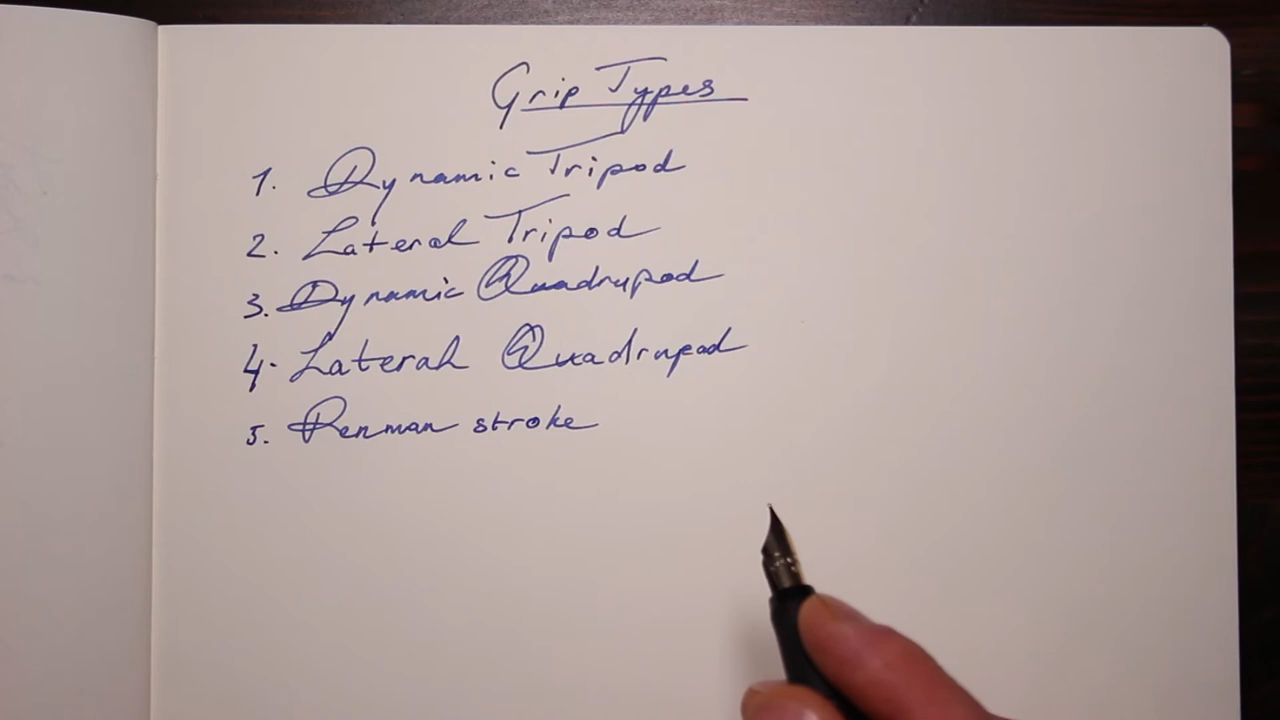 Grip Types
1. Dynamic Tripod
2. Lateral Tripod
3. Dynamic Quadrupod
4. Lateral Quadrupod
5. Penman stroke